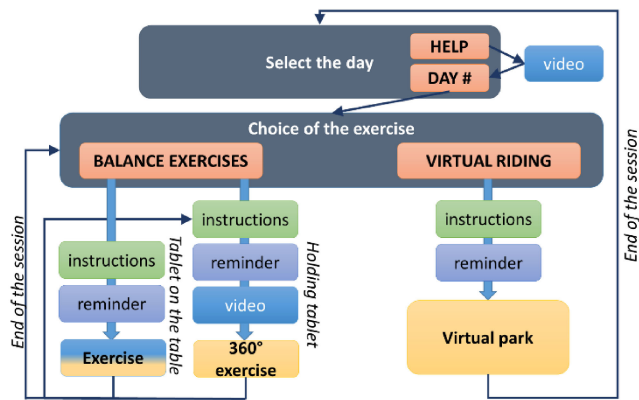 HELP
Select the day
DAY #
video
Choice of the exercise
BALANCE EXERCISES
VIRTUAL RIDING
instructions
reminder
Exercise
Tablet on the table
instructions
reminder
video
360°
exercise
Holding tablet
instructions
reminder
Virtual park
End of the session
End of the session